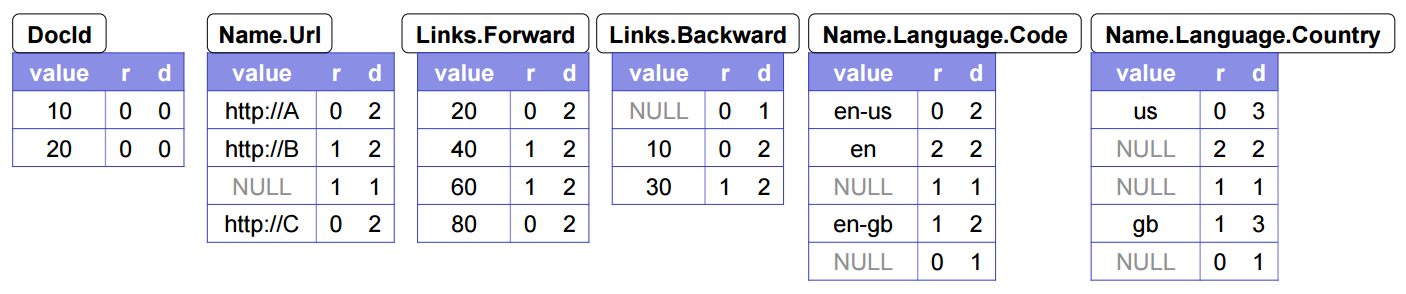 DocId Name.Url Links.Forward Links.Backward Name.Language.Code Name.Language.Country
value r d value r d value r d value r d value r d value r d
10 0 0 http://A 0 2 20 0 2 NULL 0 1 en-us 0 2 us 0 3
20 0 0 http://B 1 2 40 1 2 10 0 2 en 2 2 NULL 2 2
NULL 1 1 60 1 2 30 1 2 NULL 1 1 NULL 1 1
http://C 0 2 80 0 2 en-gb 1 2 gb 1 3
NULL 0 1 NULL 0 1